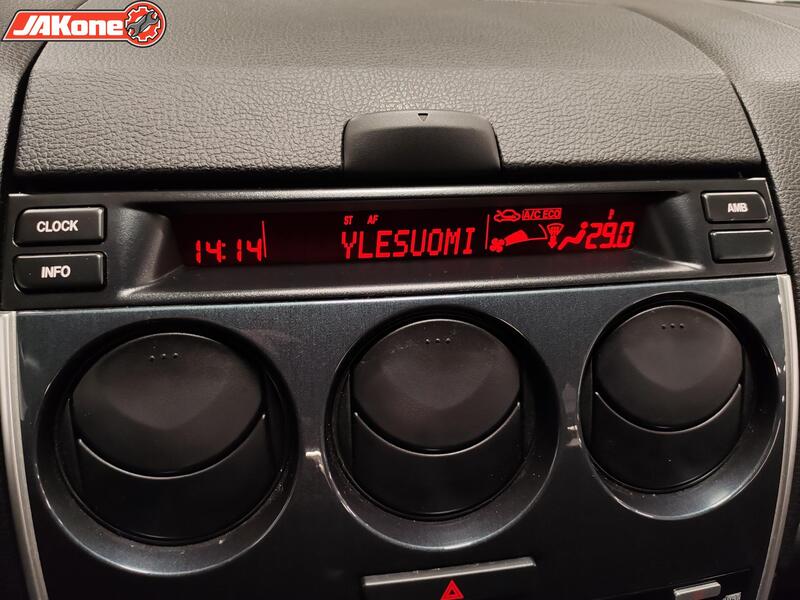 JAKone
CLOCK
INFO
14:14
ST AF
YLESUOMI
A/C ECO
29.0
AMB